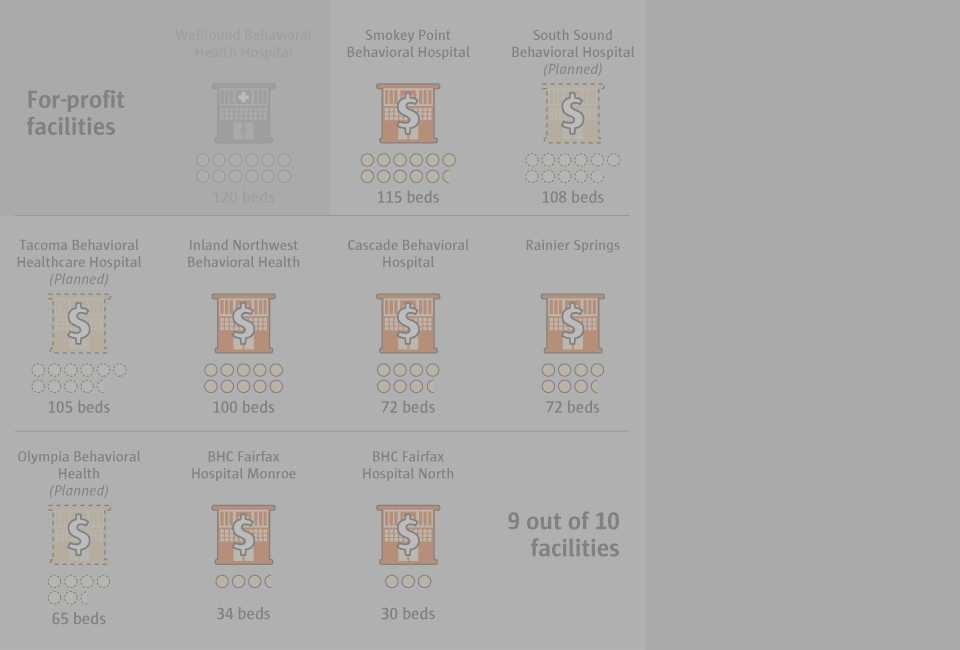 For-profit
facilities
Wellfound Behavioral
Health Hospital
120 beds
Smokey Point
Behavioral Hospital
115 beds
South Sound
Behavioral Hospital
(Planned)
108 beds
Tacoma Behavioral
Healthcare Hospital
(Planned)
105 beds
Inland Northwest
Behavioral Health
100 beds
Cascade Behavioral
Hospital
72 beds
Rainier Springs
72 beds
Olympia Behavioral
Health
(Planned)
65 beds
BHC Fairfax
Hospital Monroe
34 beds
BHC Fairfax
Hospital North
30 beds
9 out of 10
facilities